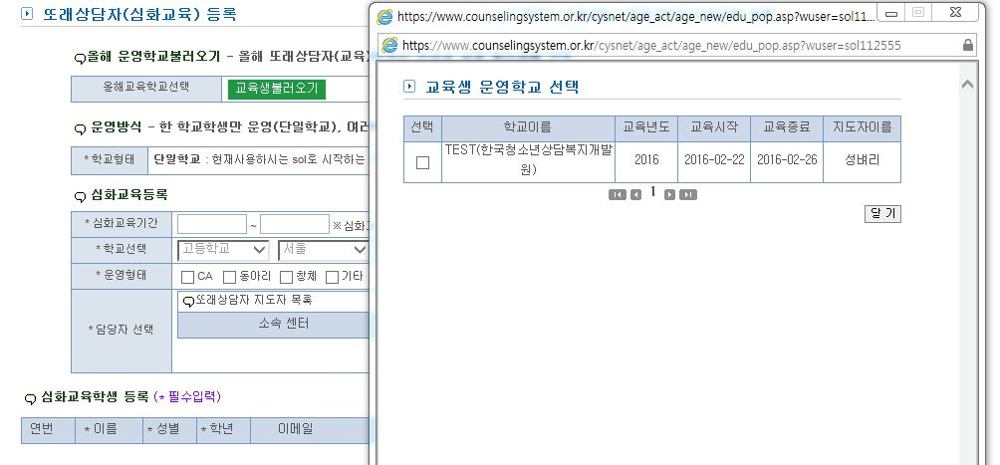 또래상담자(심화교육) 등록
올해 운영학교불러오기 - 올해 또래상담자(교육)
올해교육학교선택 교육생불러오기
운영방식 - 한 학교학생만 운영(단일학교), 여러
* 학교형태 단일학교 : 현재사용하시는 sol로 시작하는
심화교육등록
* 심화교육기간 ~ ※심화
* 학교선택 고등학교 서울
* 운영형태 CA 동아리 창체 기타
또래상담자 지도자 목록
* 담당자 선택 소속 센터
심화교육학생 등록 (* 필수입력)
연번 * 이름 * 성별 * 학년 이메일
https://www.counselingsystem.or.kr/cysnet/age_act/age_new/edu_pop.asp?wuser=sol11...
https://www.counselingsystem.or.kr/cysnet/age_act/age_new/edu_pop.asp?wuser=sol112555
교육생 운영학교 선택
선택 학교이름 교육년도 교육시작 교육종료 지도자이름
TEST(한국청소년상담복지개발
원) 2016 2016-02-22 2016-02-26 성벼리
1
닫 기